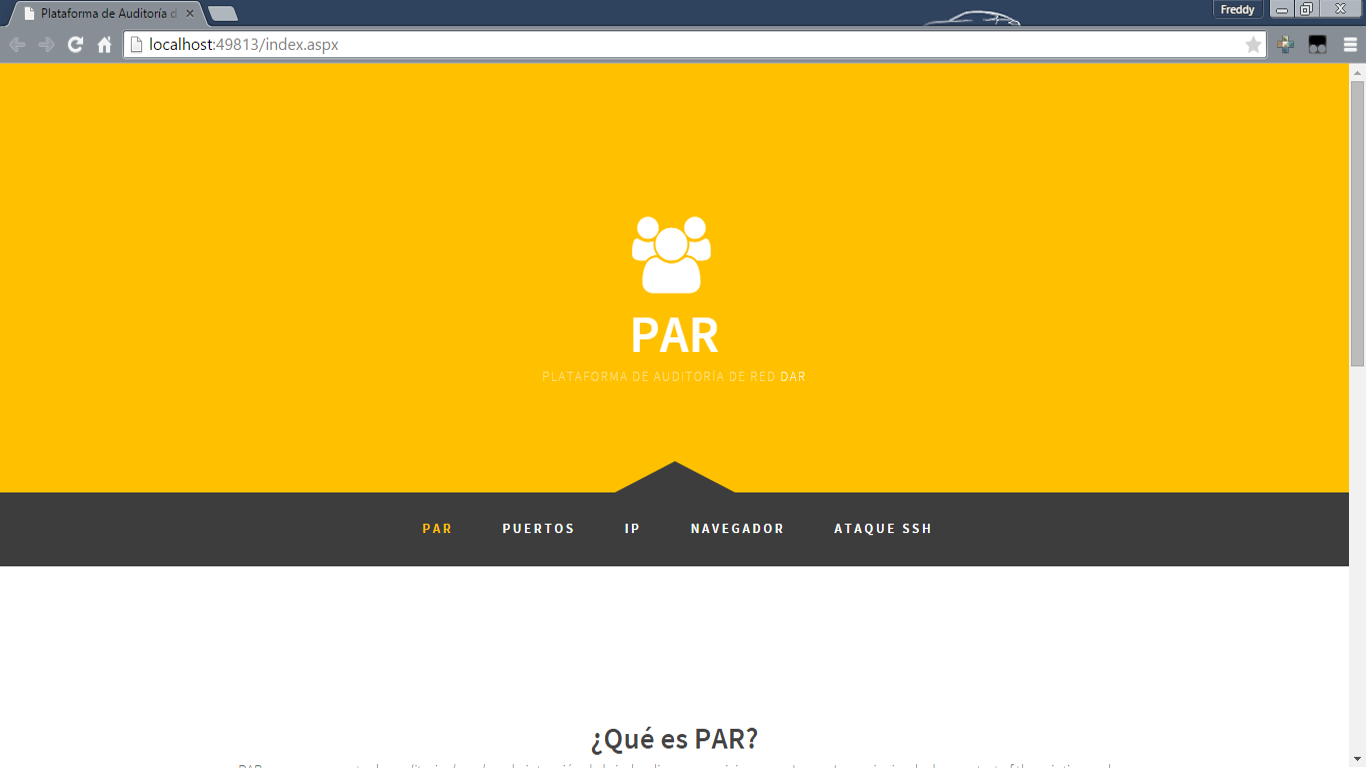 Plataforma de Auditoría d
Freddy
localhost:49813/index.aspx
PAR
PLATAFORMA DE AUDITORÍA DE RED DAR
PAR PUERTOS IP NAVEGADOR ATAQUE SSH
¿Qué es PAR?